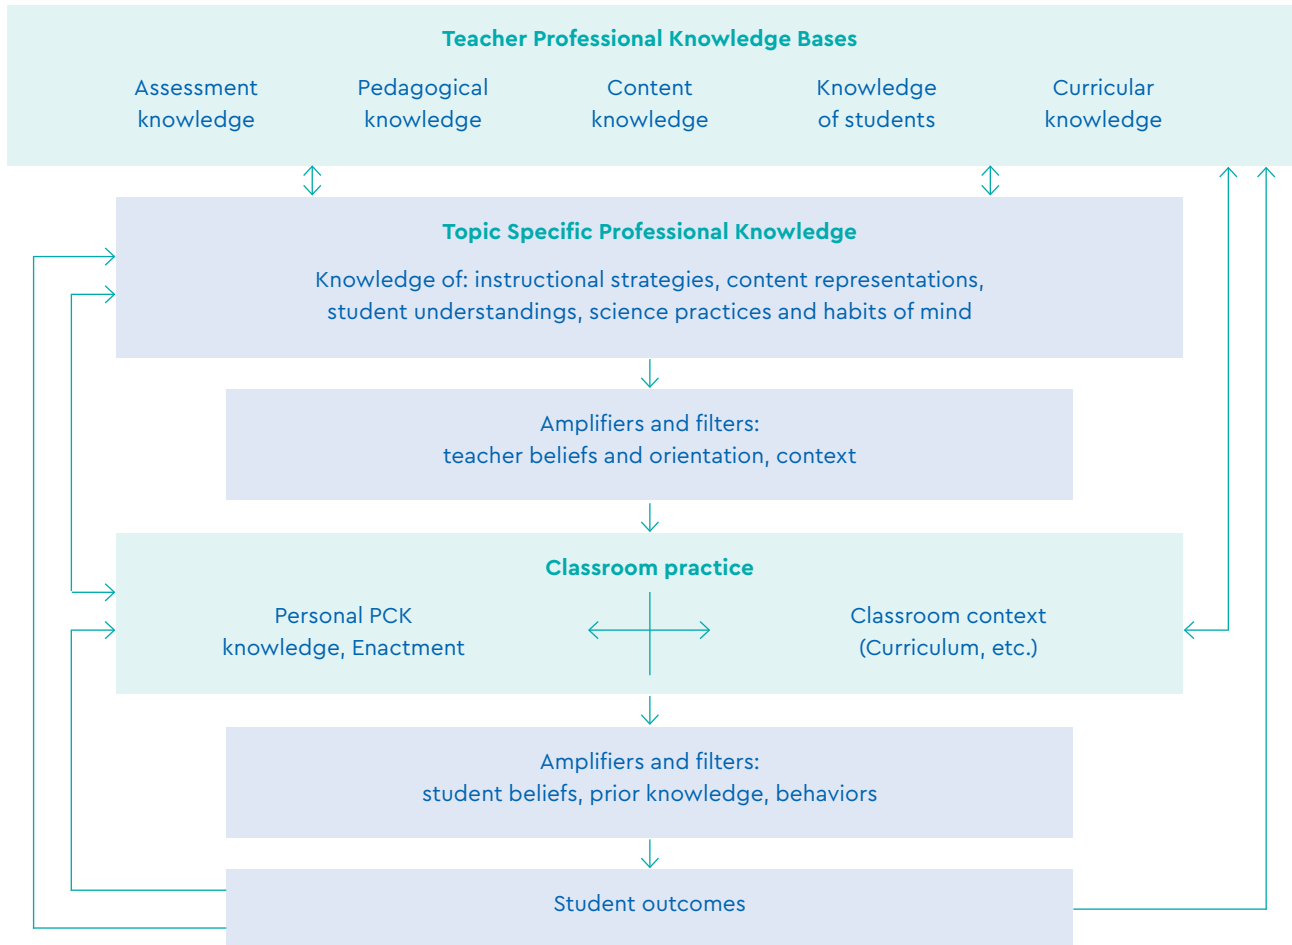 Teacher Professional Knowledge Bases
Assessment knowledge
Pedagogical knowledge
Content knowledge
Knowledge of students
Curricular knowledge
Topic Specific Professional Knowledge
Knowledge of: instructional strategies, content representations,
student understandings, science practices and habits of mind
Amplifiers and filters:
teacher beliefs and orientation, context
Classroom practice
Personal PCK
knowledge, Enactment
Classroom context
(Curriculum, etc.)
Amplifiers and filters:
student beliefs, prior knowledge, behaviors
Student outcomes